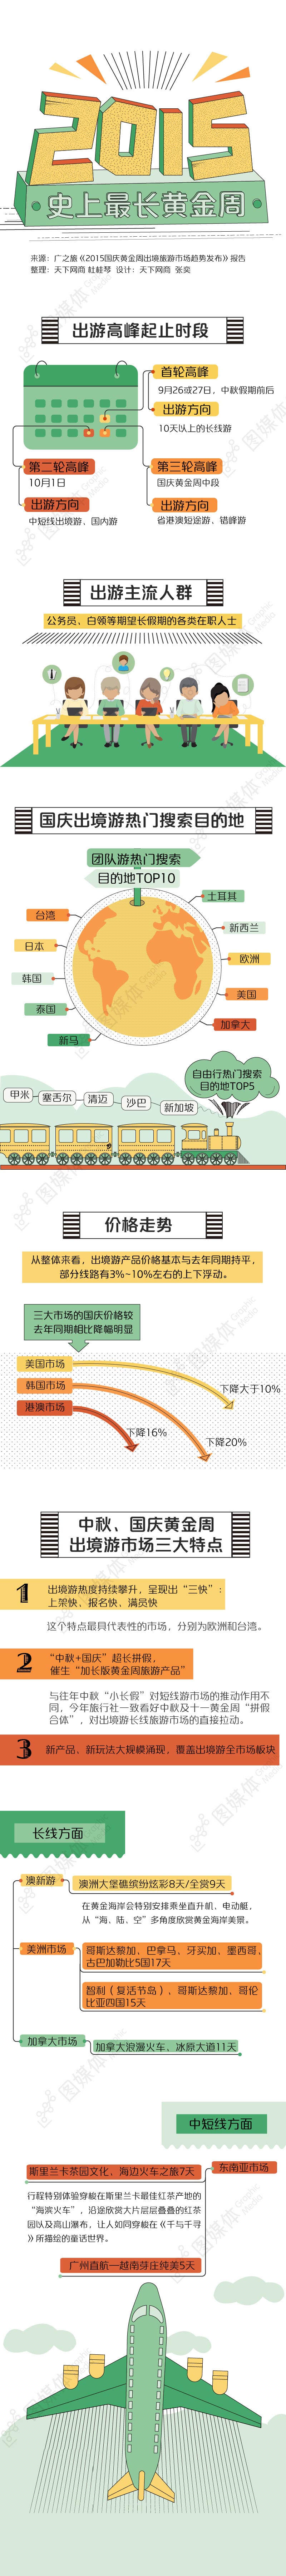 2015
史上最长黄金周
来源：广之旅《2015国庆黄金周出境旅游市场趋势发布》报告
整理：天下网商 杜桂琴 设计：天下网商 张奕
出游高峰起止时段
首轮高峰
9月26或27日，中秋假期前后
出游方向
10天以上的长线游
第二轮高峰
10月1日
出游方向
中短线出境游、国内游
第三轮高峰
国庆黄金周中段
出游方向
省港澳短途游、错峰游
出游主流人群
公务员、白领等期望长假期的各类在职人士
国庆出境游热门搜索目的地
团队游热门搜索
目的地TOP10
台湾
日本
韩国
泰国
新马
土耳其
新西兰
欧洲
美国
加拿大
自由行热门搜索
目的地TOP5
甲米
塞舌尔
清迈
沙巴
新加坡
价格走势
从整体来看，出境游产品价格基本与去年同期持平，
部分线路有3%~10%左右的上下浮动。
三大市场的国庆价格较
去年同期相比降幅明显
美国市场
韩国市场
港澳市场
下降大于10%
下降16%
下降20%
中秋、国庆黄金周
出境游市场三大特点
1
出境游热度持续攀升，呈现出“三快”：
上架快、报名快、满员快
这个特点最具代表性的市场，分别为欧洲和台湾。
2
“中秋+国庆”超长拼假，
催生“加长版黄金周旅游产品”
与往年中秋“小长假”对短线游市场的推动作用不
同，今年旅行社一致看好中秋及十一黄金周“拼假
合体”，对出境游长线旅游市场的直接拉动。
3
新产品、新玩法大规模涌现，覆盖出境游全市场板块
长线方面
澳新游
澳洲大堡礁缤纷炫彩8天/全赏9天
在黄金海岸会特别安排乘坐直升机、电动艇，
从“海、陆、空”多角度欣赏黄金海岸美景。
美洲市场
哥斯达黎加、巴拿马、牙买加、墨西哥、
古巴加勒比5国17天
智利（复活节岛）、哥斯达黎加、哥伦
比亚四国15天
加拿大市场
加拿大浪漫火车、冰原大道11天
中短线方面
东南亚市场
斯里兰卡茶园文化、海边火车之旅7天
行程特别体验穿梭在斯里兰卡最佳红茶产地的
“海滨火车”，沿途欣赏大片层层叠叠的红茶
园以及高山瀑布，让人如同穿梭在《千与千寻》
所描绘的童话世界。
广州直航—越南芽庄纯美5天
图媒体
Graphic Media